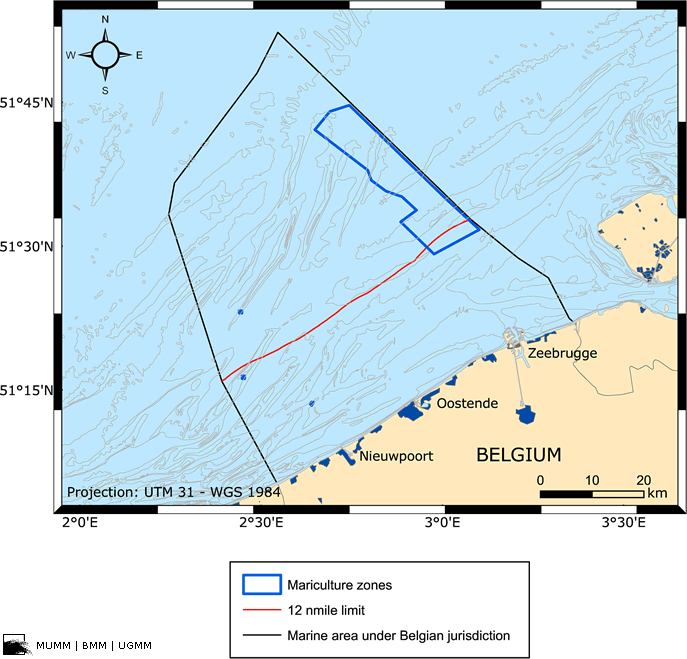 N
W E
S
51°45'N
51°30'N
51°15'N
Zeebrugge
Oostende
BELGIUM
Nieuwpoort
Projection: UTM 31 - WGS 1984
0 10 20
km
2°0'E 2°30'E 3°0'E 3°30'E
Mariculture zones
12 nmile limit
Marine area under Belgian jurisdiction
MUMM | BMM | UGMM